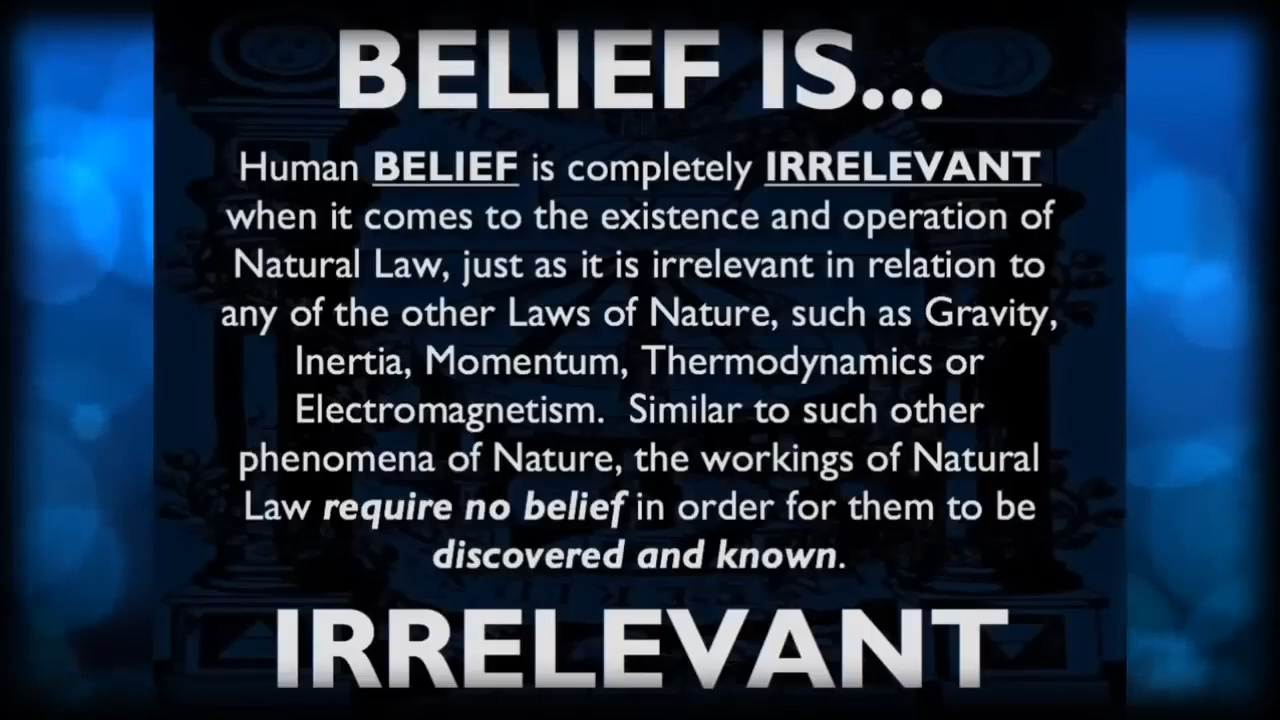 BELIEF IS...
Human BELIEF is completely IRRELEVANT
when it comes to the existence and operation of
Natural Law, just as it is irrelevant in relation to
any of the other Laws of Nature, such as Gravity,
Inertia, Momentum, Thermodynamics or
Electromagnetism.  Similar to such other
phenomena of Nature, the workings of Natural
Law require no belief in order for them to be
discovered and known.
IRRELEVANT